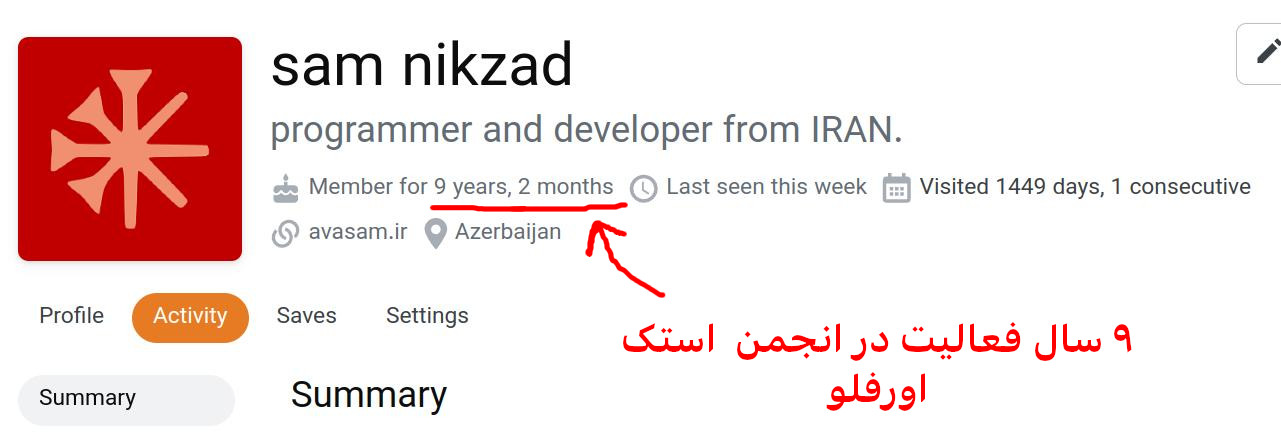 sam nikzad
programmer and developer from IRAN.
Member for 9 years, 2 months Last seen this week Visited 1449 days, 1 consecutive
avasam.ir Azerbaijan
Profile Activity Saves Settings
۹ سال فعالیت در انجمن استک
اورفلو
Summary Summary